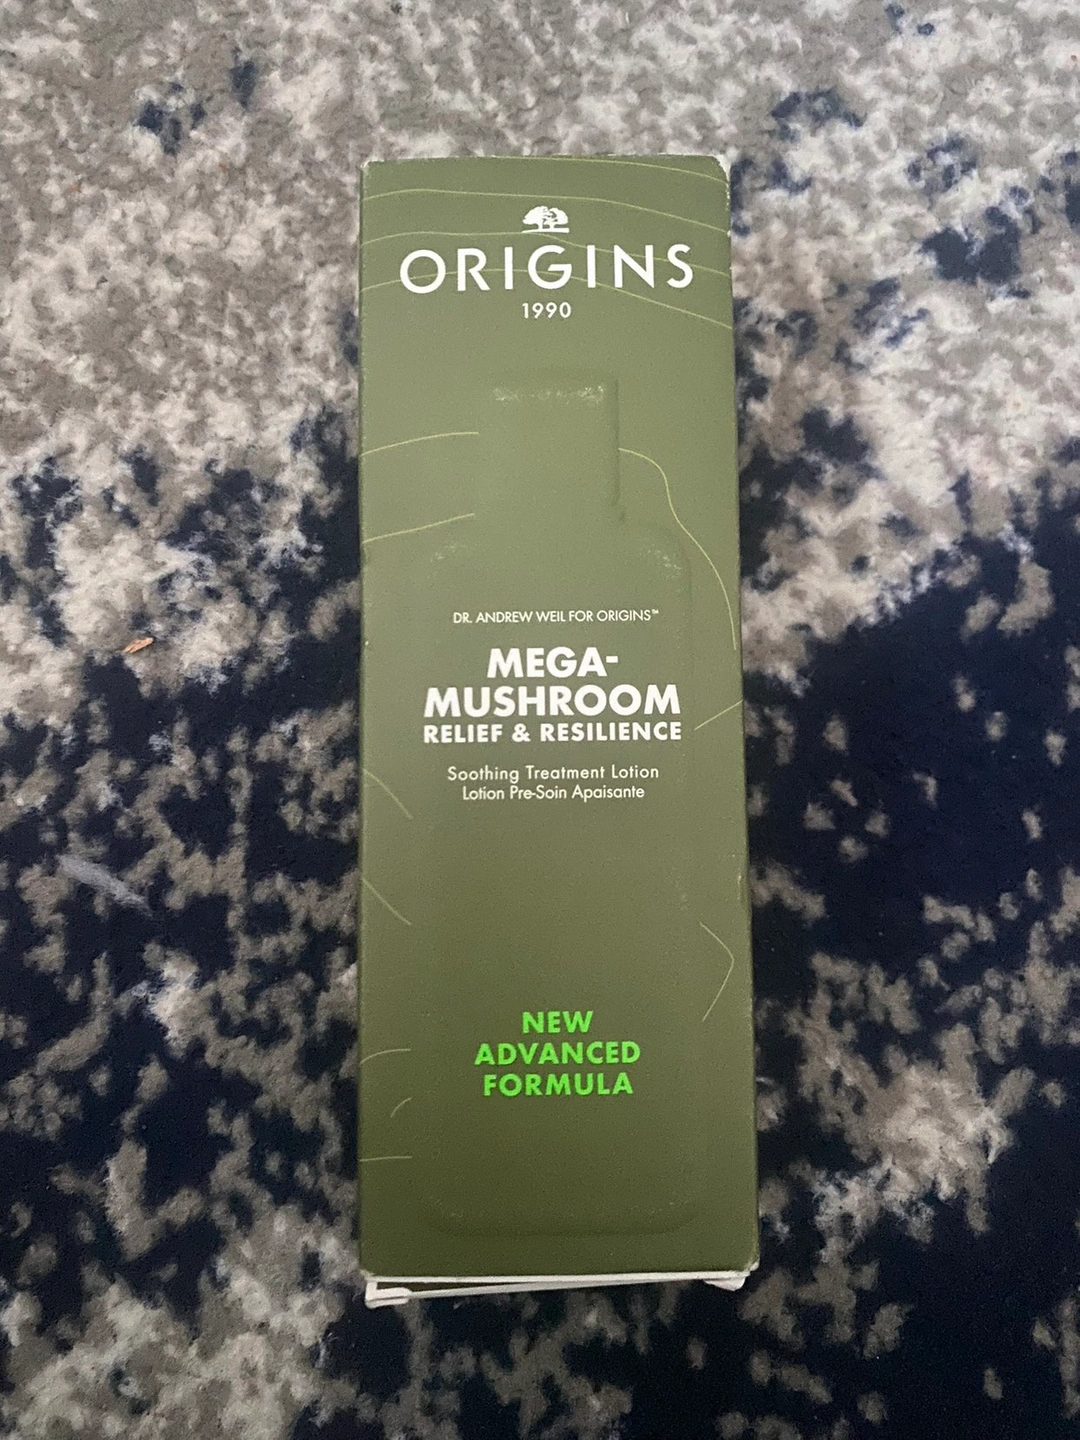 ORIGINS
1990
DR. ANDREW WEIL FOR ORIGINS™
MEGA-
MUSHROOM
RELIEF & RESILIENCE
Soothing Treatment Lotion
Lotion Pre-Soin Apaisante
NEW
ADVANCED
FORMULA